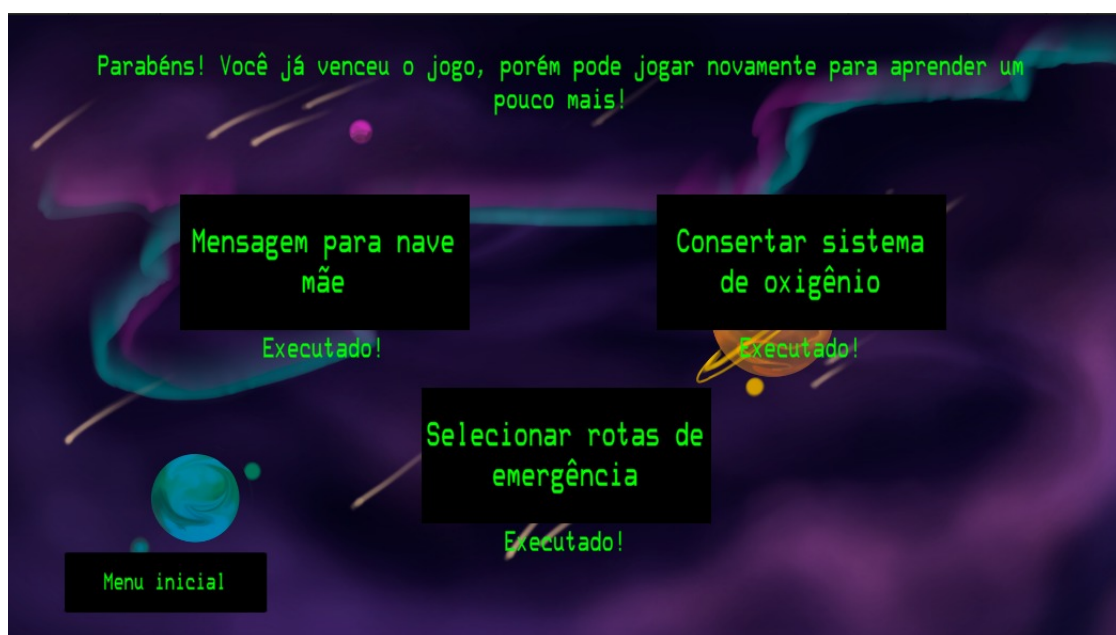 Parabéns! Você já venceu o jogo, porém pode jogar novamente para aprender um
pouco mais!
Mensagem para nave
mãe
Executado!
Consertar sistema
de oxigênio
Executado!
Selecionar rotas de
emergência
Executado!
Menu inicial